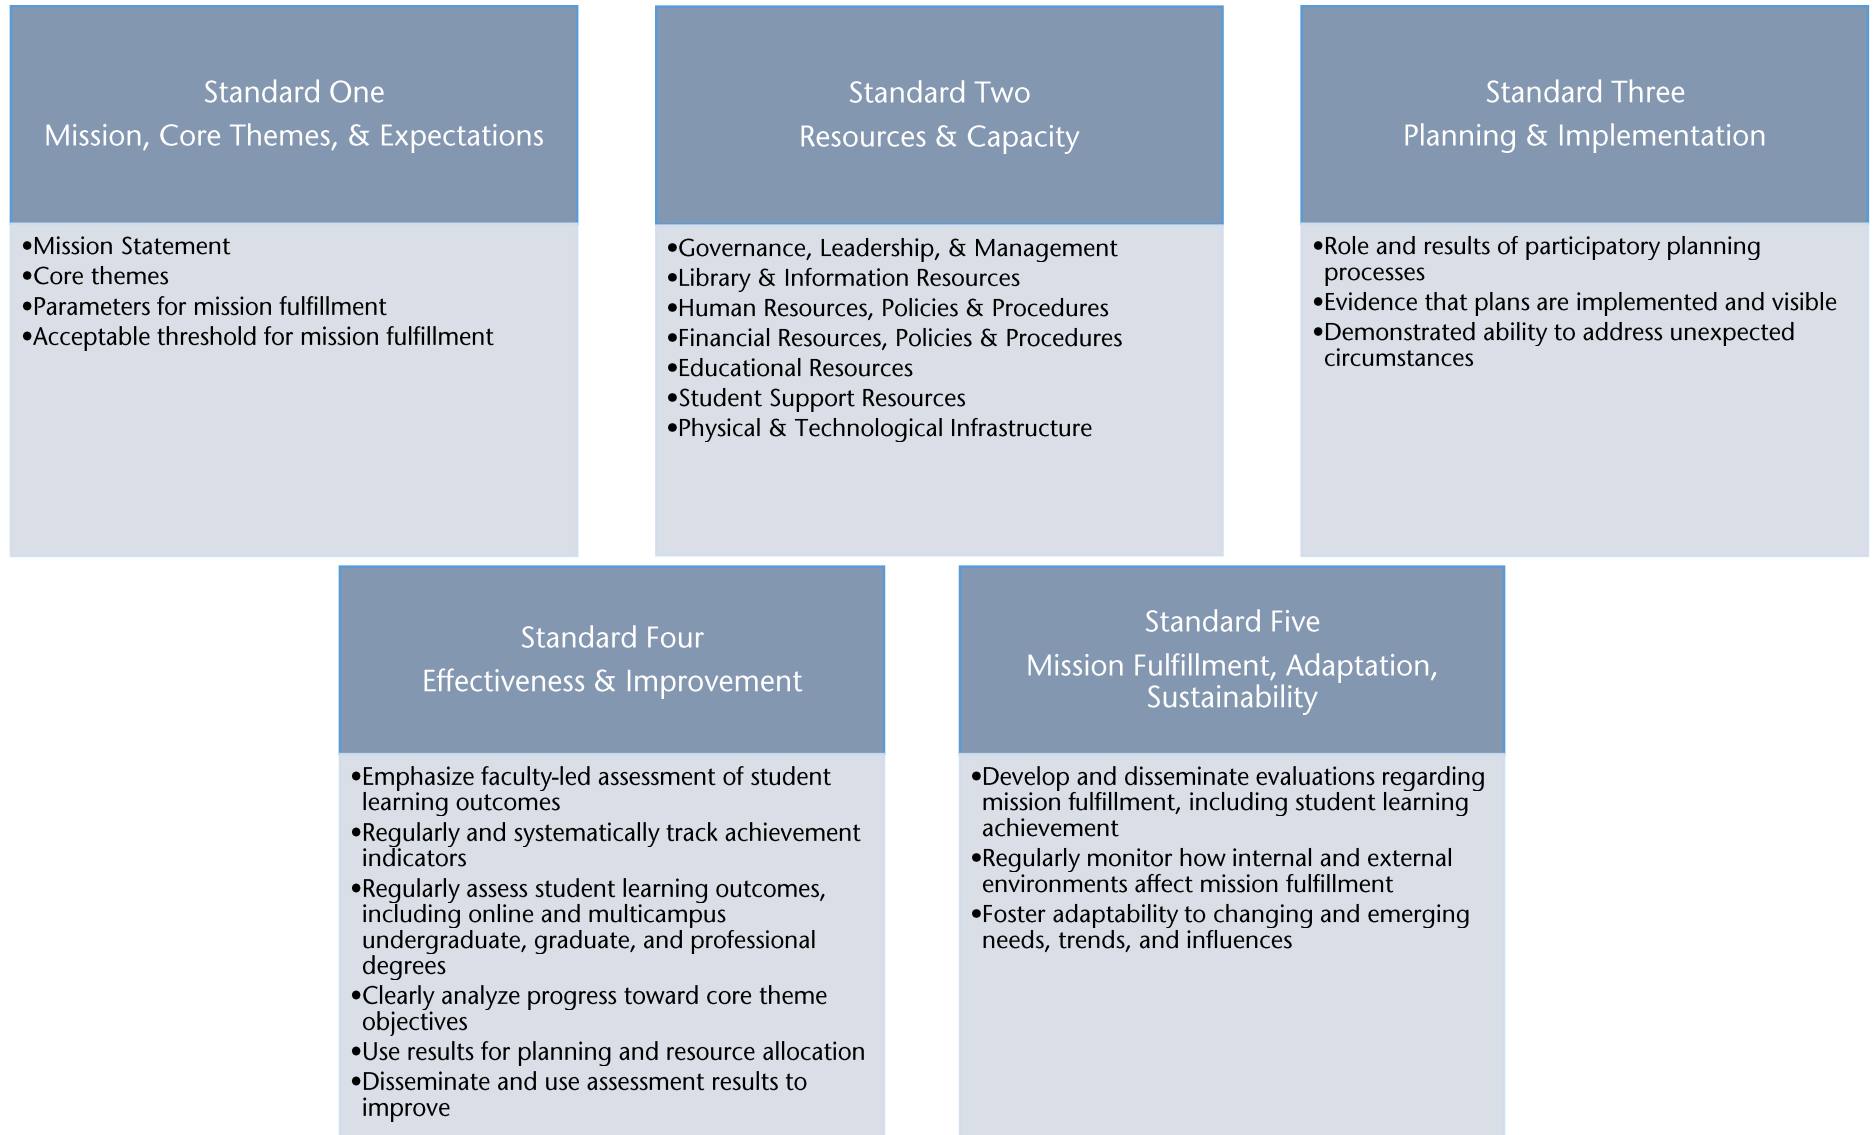 Standard One
Mission, Core Themes, & Expectations
•Mission Statement
•Core themes
•Parameters for mission fulfillment
•Acceptable threshold for mission fulfillment
Standard Two
Resources & Capacity
•Governance, Leadership, & Management
•Library & Information Resources
•Human Resources, Policies & Procedures
•Financial Resources, Policies & Procedures
•Educational Resources
•Student Support Resources
•Physical & Technological Infrastructure
Standard Three
Planning & Implementation
•Role and results of participatory planning
processes
•Evidence that plans are implemented and visible
•Demonstrated ability to address unexpected
circumstances
Standard Four
Effectiveness & Improvement
•Emphasize faculty-led assessment of student
learning outcomes
•Regularly and systematically track achievement
indicators
•Regularly assess student learning outcomes,
including online and multicampus
undergraduate, graduate, and professional
degrees
•Clearly analyze progress toward core theme
objectives
•Use results for planning and resource allocation
•Disseminate and use assessment results to
improve
Standard Five
Mission Fulfillment, Adaptation,
Sustainability
•Develop and disseminate evaluations regarding
mission fulfillment, including student learning
achievement
•Regularly monitor how internal and external
environments affect mission fulfillment
•Foster adaptability to changing and emerging
needs, trends, and influences